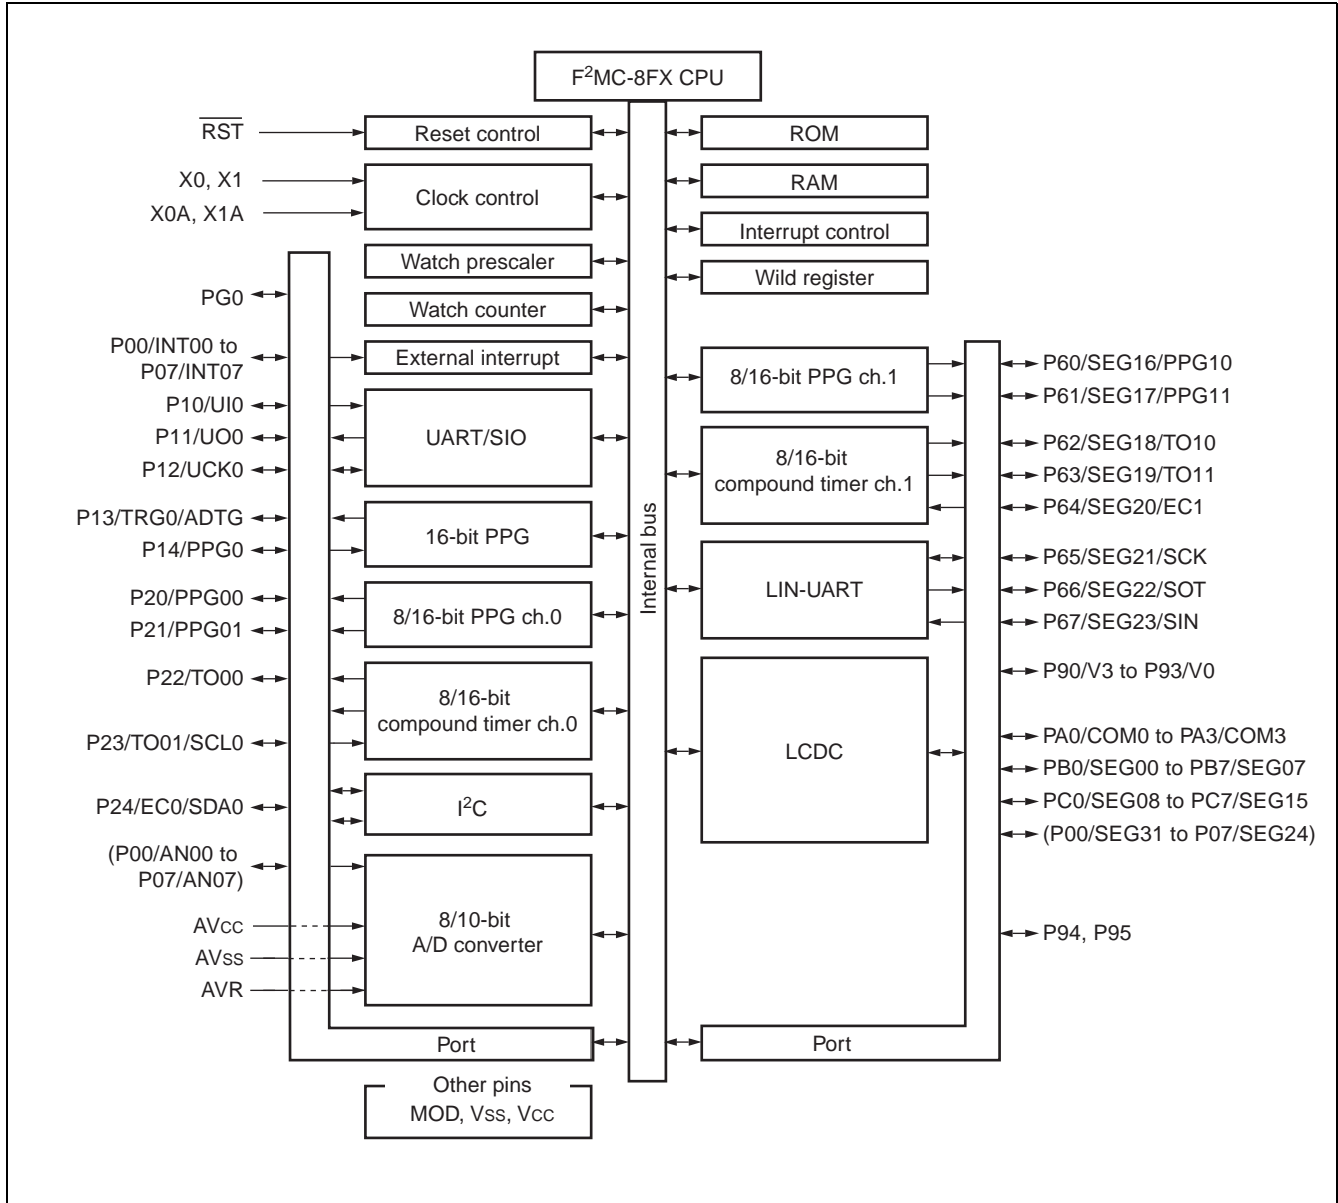 F²MC-8FX CPU
RST
Reset control
ROM
X0, X1
X0A, X1A
Clock control
RAM
Interrupt control
Watch prescaler
Wild register
PG0
Watch counter
P00/INT00 to
P07/INT07
External interrupt
8/16-bit PPG ch.1
P60/SEG16/PPG10
P61/SEG17/PPG11
P10/UI0
P11/UO0
P12/UCK0
UART/SIO
8/16-bit
compound timer ch.1
P62/SEG18/TO10
P63/SEG19/TO11
P64/SEG20/EC1
P13/TRG0/ADTG
P14/PPG0
16-bit PPG
Internal bus
LIN-UART
P65/SEG21/SCK
P66/SEG22/SOT
P67/SEG23/SIN
P20/PPG00
P21/PPG01
8/16-bit PPG ch.0
P22/TO00
P23/TO01/SCL0
8/16-bit
compound timer ch.0
LCDC
P90/V3 to P93/V0
PA0/COM0 to PA3/COM3
PB0/SEG00 to PB7/SEG07
PC0/SEG08 to PC7/SEG15
(P00/SEG31 to P07/SEG24)
P24/EC0/SDA0
I²C
(P00/AN00 to
P07/AN07)
AVCC
AVSS
AVR
8/10-bit
A/D converter
P94, P95
Port
Port
Other pins
MOD, VSS, VCC